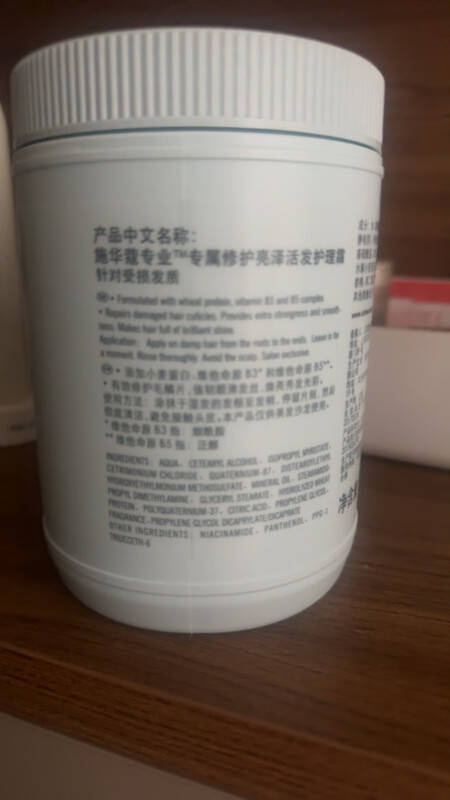 产品中文名称：
施华蔻专业™专属修护亮泽活发护理霜
针对受损发质
• Formulated with wheat protein, vitamin B3 and B5 complex.
• Repairs damaged hair cuticles. Provides extra strongness and smooth-
ness. Makes hair full of brilliant shine.
Application: Apply on damp hair from the roots to the ends. Leave in for
a moment. Rinse thoroughly. Avoid the scalp. Salon exclusive.
• 添加小麦蛋白、维他命原 B3* 和维他命原 B5**。
• 有效修护毛鳞片，强韧顺滑发丝，焕亮秀发光彩。
使用方法：涂抹于湿发的发根至发梢，停留片刻，然后
彻底清洁，避免接触头皮。本产品仅供美发沙龙使用。
* 维他命原 B3 指：烟酰胺
** 维他命原 B5 指：泛醇
INGREDIENTS: AQUA, CETEARYL ALCOHOL, ISOPROPYL MYRISTATE,
CETRIMONIUM CHLORIDE, QUATERNIUM-87, DISTEAROYLETHYL
HYDROXYETHYLMONIUM METHOSULFATE, MINERAL OIL, STEARAMIDO-
PROPYL DIMETHYLAMINE, GLYCERYL STEARATE, HYDROLYZED WHEAT
PROTEIN, POLYQUATERNIUM-37, CITRIC ACID, PROPYLENE GLYCOL,
FRAGRANCE, PROPYLENE GLYCOL DICAPRYLATE/DICAPRATE
OTHER INGREDIENTS: NIACINAMIDE, PANTHENOL, PPG-1
TRIDECETH-6
净含